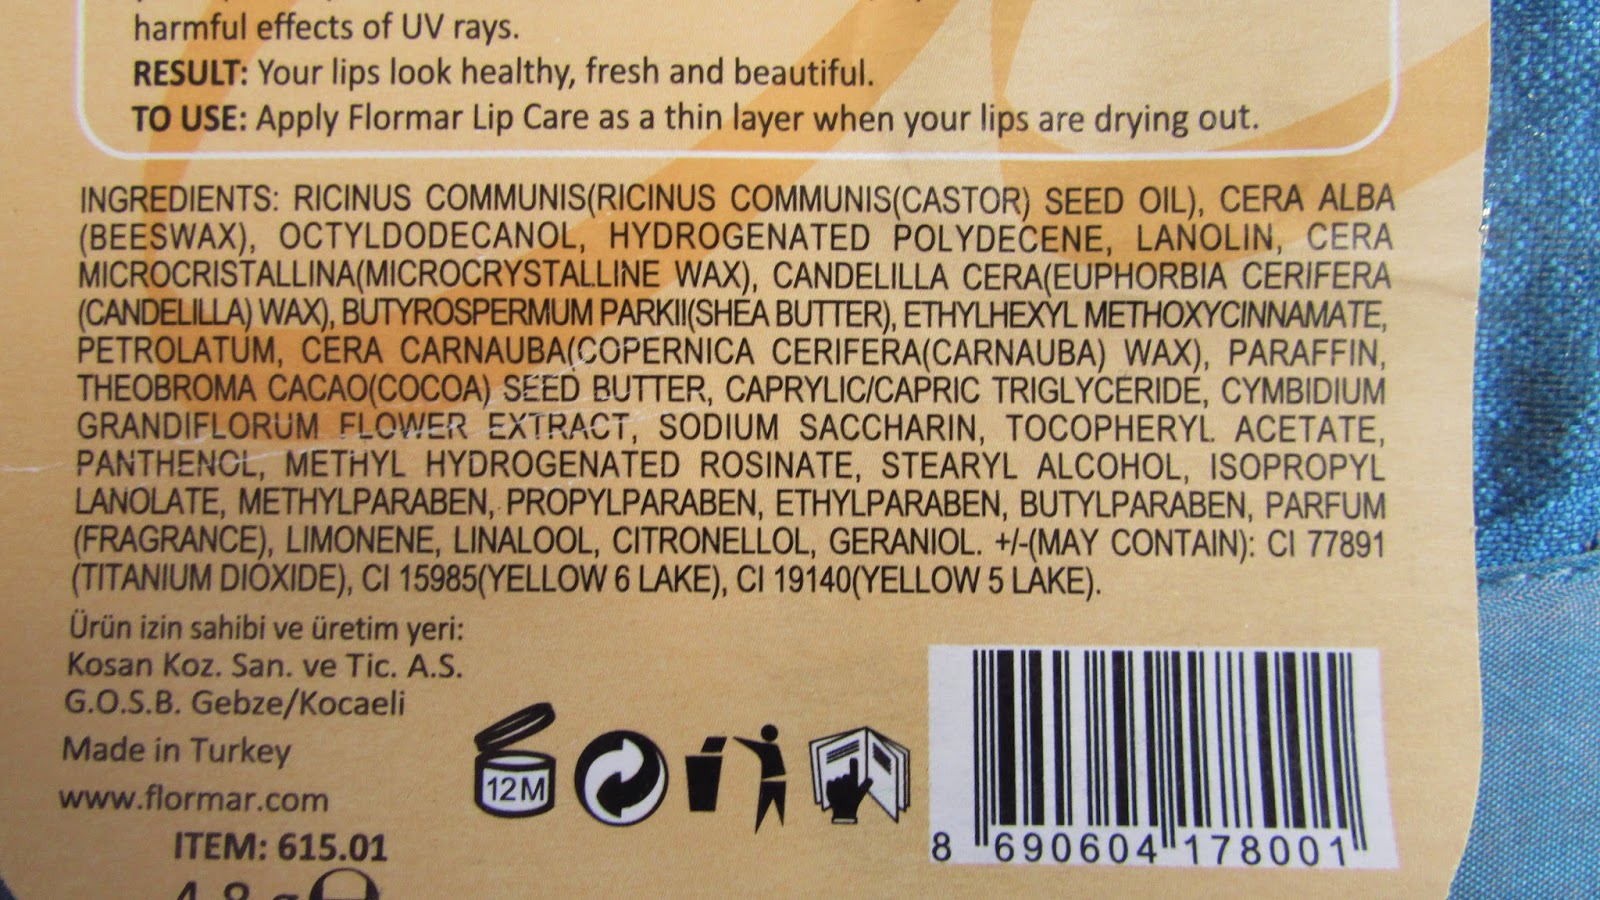 harmful effects of UV rays.
RESULT: Your lips look healthy, fresh and beautiful.
TO USE: Apply Flormar Lip Care as a thin layer when your lips are drying out.
INGREDIENTS: RICINUS COMMUNIS(RICINUS COMMUNIS(CASTOR) SEED OIL), CERA ALBA
(BEESWAX), OCTYLDODECANOL, HYDROGENATED POLYDECENE, LANOLIN, CERA
MICROCRISTALLINA(MICROCRYSTALLINE WAX), CANDELILLA CERA(EUPHORBIA CERIFERA
(CANDELILLA) WAX), BUTYROSPERMUM PARKII(SHEA BUTTER), ETHYLHEXYL METHOXYCINNAMATE,
PETROLATUM, CERA CARNAUBA(COPERNICA CERIFERA(CARNAUBA) WAX), PARAFFIN,
THEOBROMA CACAO(COCOA) SEED BUTTER, CAPRYLIC/CAPRIC TRIGLYCERIDE, CYMBIDIUM
GRANDIFLORUM FLOWER EXTRACT, SODIUM SACCHARIN, TOCOPHERYL ACETATE,
PANTHENOL, METHYL HYDROGENATED ROSINATE, STEARYL ALCOHOL, ISOPROPYL
LANOLATE, METHYLPARABEN, PROPYLPARABEN, ETHYLPARABEN, BUTYLPARABEN, PARFUM
(FRAGRANCE), LIMONENE, LINALOOL, CITRONELLOL, GERANIOL. +/-(MAY CONTAIN): CI 77891
(TITANIUM DIOXIDE), CI 15985(YELLOW 6 LAKE), CI 19140(YELLOW 5 LAKE).
Ürün izin sahibi ve üretim yeri:
Kosan Koz. San. ve Tic. A.S.
G.O.S.B. Gebze/Kocaeli
Made in Turkey
www.flormar.com
ITEM: 615.01
4.8 g
12M
8 690604 178001